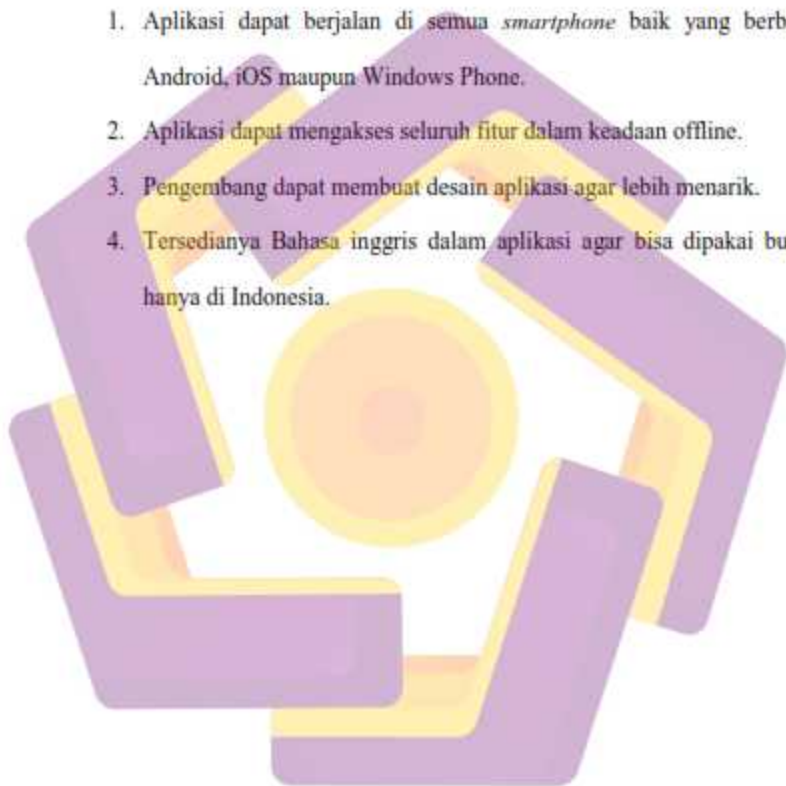 1. Aplikasi dapat berjalan di semua smartphone baik yang berb
Android, iOS maupun Windows Phone.
2. Aplikasi dapat mengakses seluruh fitur dalam keadaan offline.
3. Pengembang dapat membuat desain aplikasi agar lebih menarik.
4. Tersedianya Bahasa inggris dalam aplikasi agar bisa dipakai bu
hanya di Indonesia.